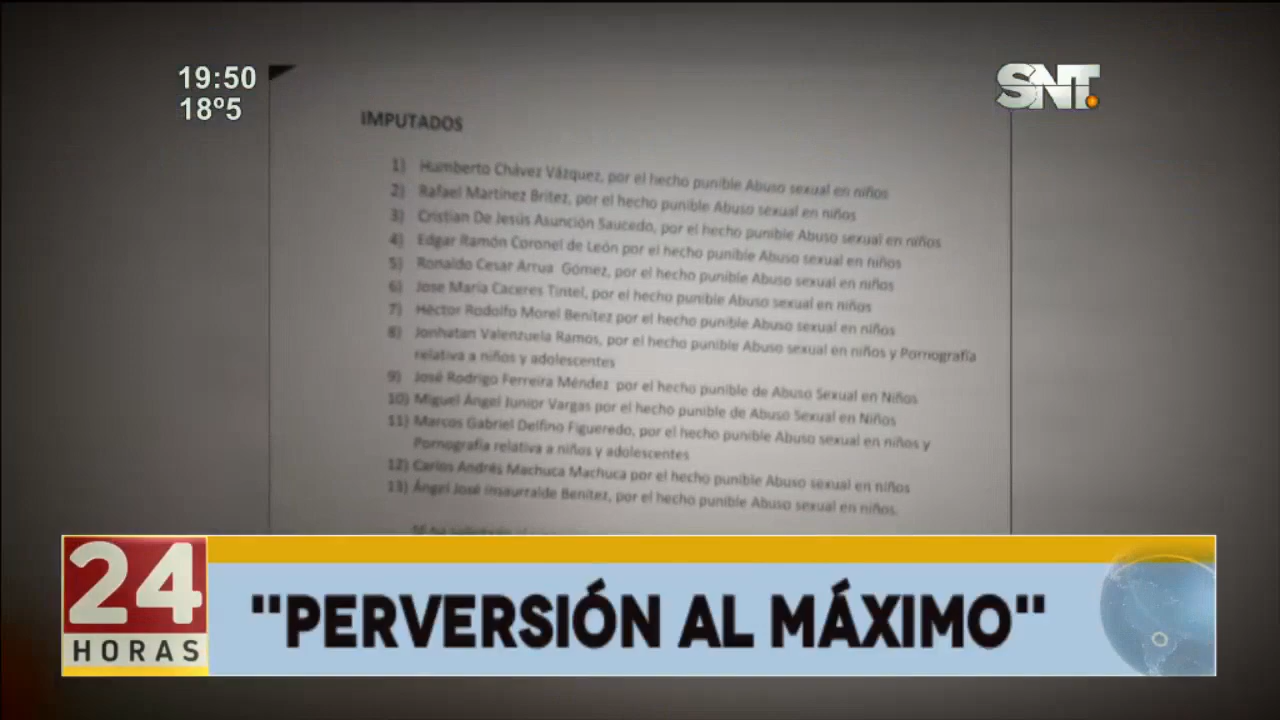 19:50
18º5
SNT.
IMPUTADOS
1) Humberto Chávez Vázquez, por el hecho punible Abuso sexual en niños
2) Rafael Martínez Britez, por el hecho punible Abuso sexual en niños
3) Cristian De Jesús Asunción Saucedo, por el hecho punible Abuso sexual en niños
4) Edgar Ramón Coronel de León por el hecho punible Abuso sexual en niños
5) Ronaldo Cesar Arrua Gómez, por el hecho punible Abuso sexual en niños
6) Jose María Caceres Tintel, por el hecho punible Abuso sexual en niños
7) Héctor Rodolfo Morel Benítez por el hecho punible Abuso sexual en niños
8) Jonhatan Valenzuela Ramos, por el hecho punible Abuso sexual en niños y Pornografía
relativa a niños y adolescentes
9) José Rodrigo Ferreira Méndez por el hecho punible de Abuso Sexual en Niños
10) Miguel Ángel Junior Vargas por el hecho punible de Abuso Sexual en Niños
11) Marcos Gabriel Delfino Figueredo, por el hecho punible Abuso sexual en niños y
Pornografía relativa a niños y adolescentes
12) Carlos Andrés Machuca Machuca por el hecho punible Abuso sexual en niños
13) Ángel José Insaurralde Benítez, por el hecho punible Abuso sexual en niños.
24
HORAS
"PERVERSIÓN AL MÁXIMO"